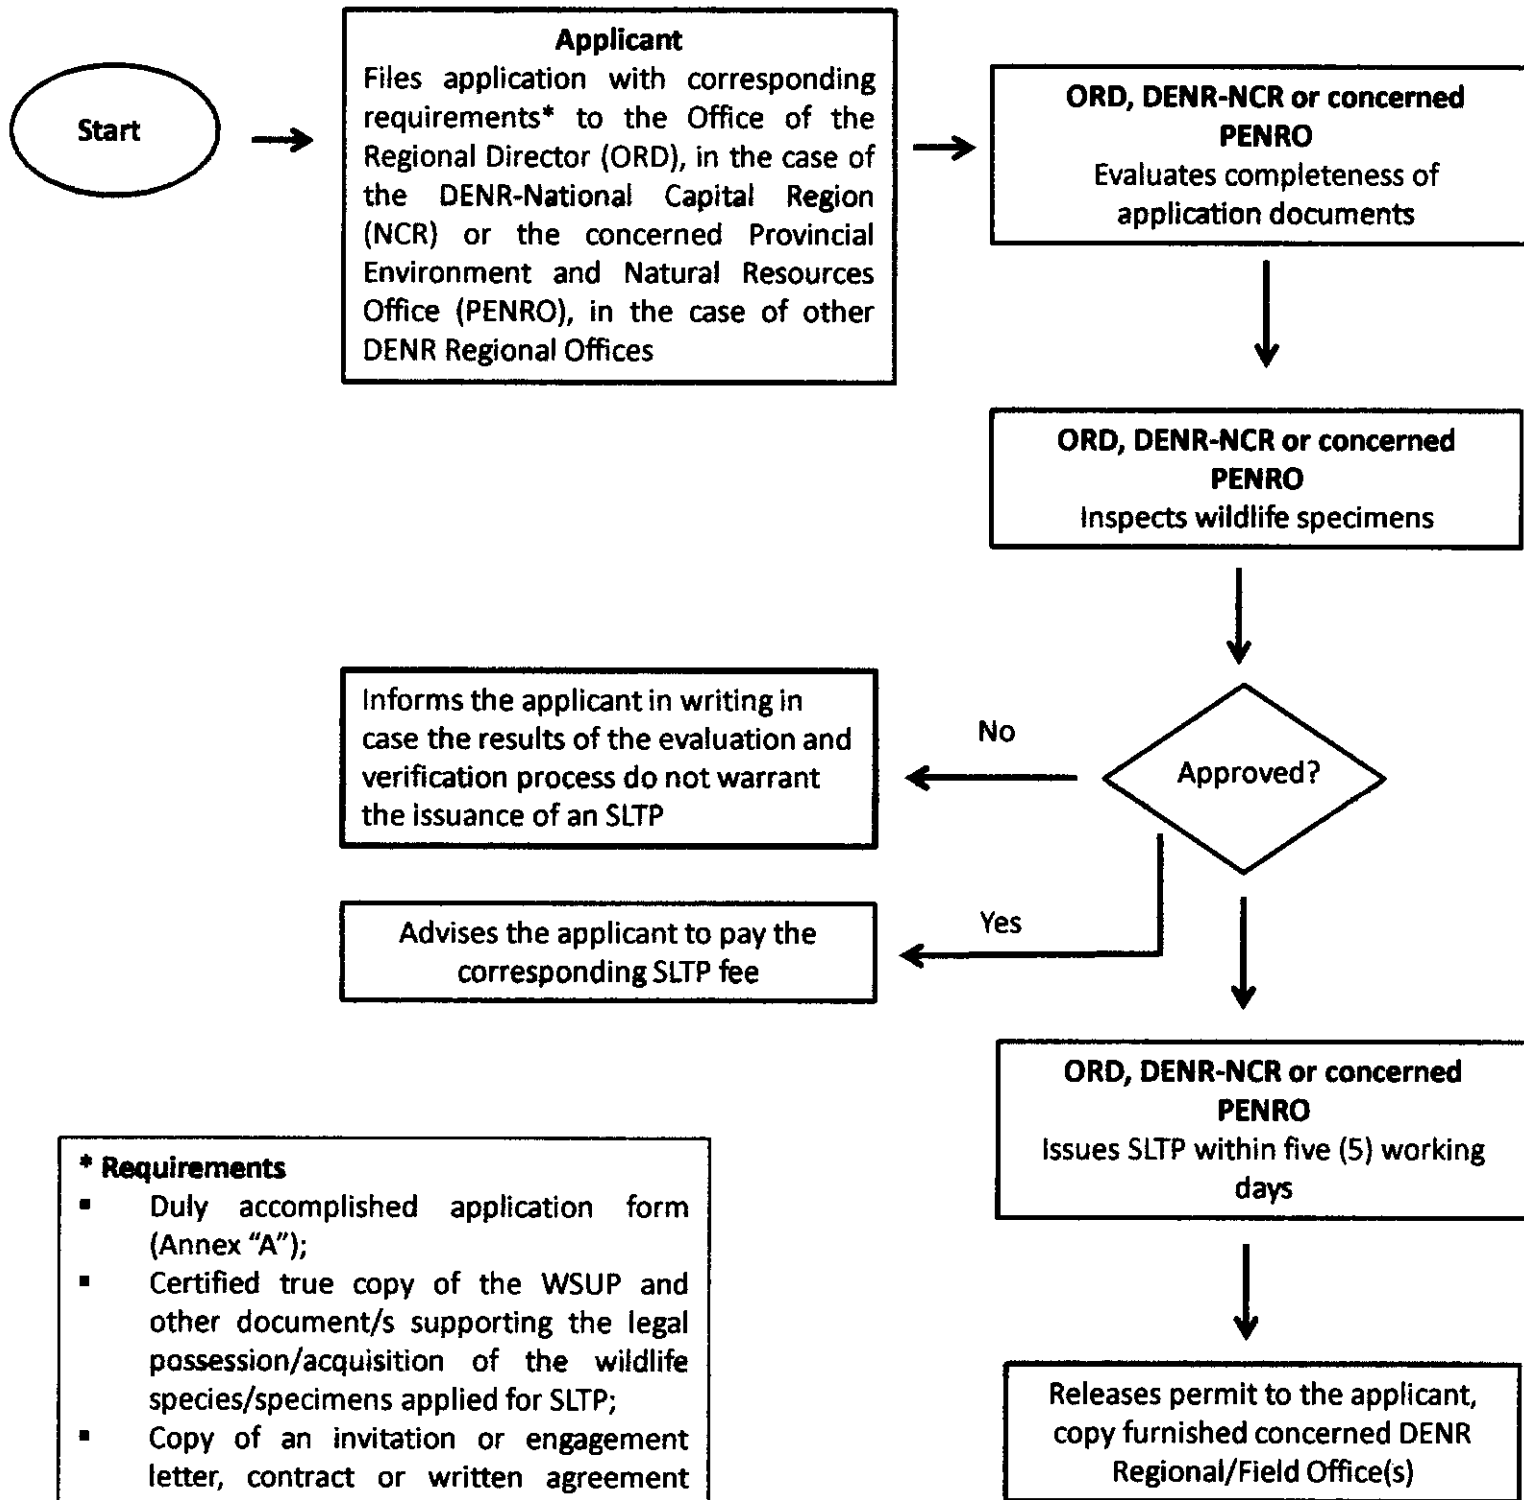 Start
Applicant
Files application with corresponding
requirements* to the Office of the
Regional Director (ORD), in the case of
the DENR-National Capital Region
(NCR) or the concerned Provincial
Environment and Natural Resources
Office (PENRO), in the case of other
DENR Regional Offices
ORD, DENR-NCR or concerned
PENRO
Evaluates completeness of
application documents
ORD, DENR-NCR or concerned
PENRO
Inspects wildlife specimens
Approved?
No
Informs the applicant in writing in
case the results of the evaluation and
verification process do not warrant
the issuance of an SLTP
Yes
Advises the applicant to pay the
corresponding SLTP fee
ORD, DENR-NCR or concerned
PENRO
Issues SLTP within five (5) working
days
Releases permit to the applicant,
copy furnished concerned DENR
Regional/Field Office(s)
* Requirements
▪ Duly accomplished application form
(Annex “A”);
▪ Certified true copy of the WSUP and
other document/s supporting the legal
possession/acquisition of the wildlife
species/specimens applied for SLTP;
▪ Copy of an invitation or engagement
letter, contract or written agreement